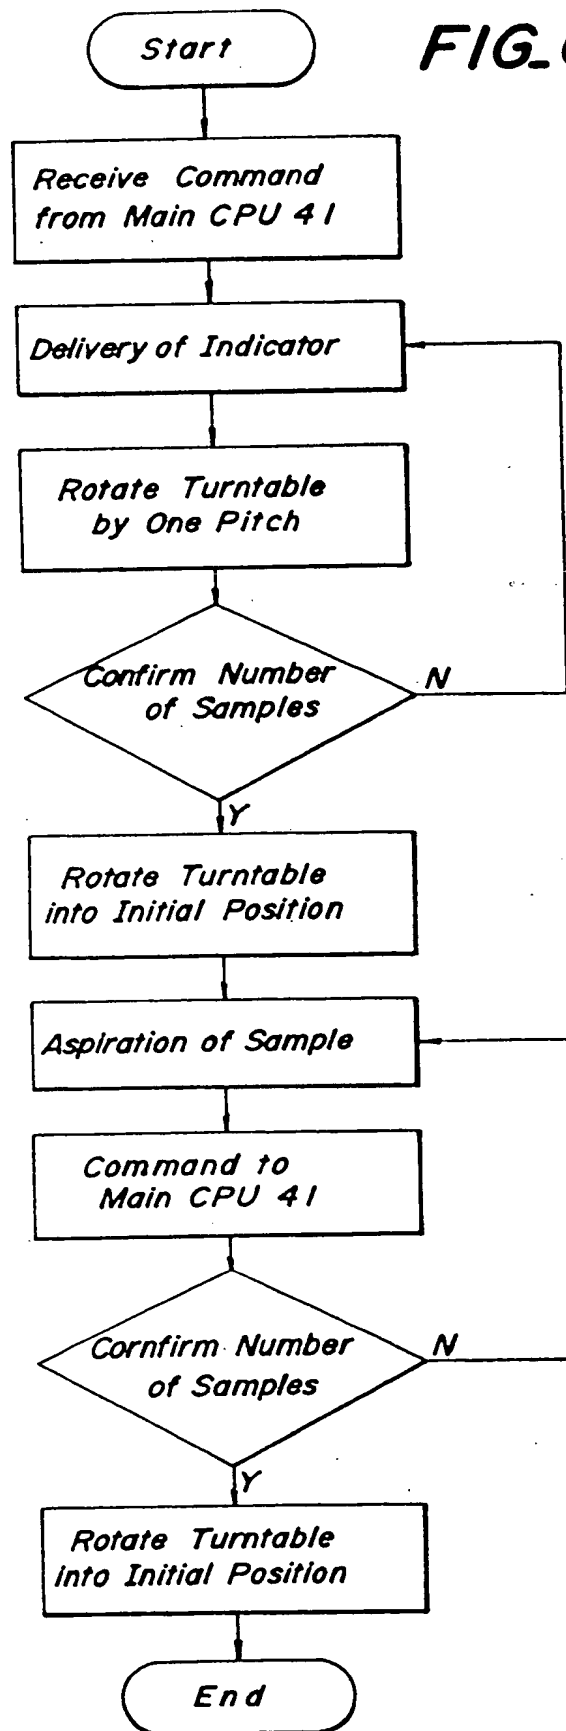 Start
FIG_
Receive Command
from Main CPU 41
Delivery of Indicator
Rotate Turntable
by One Pitch
Confirm Number
of Samples
N
Y
Rotate Turntable
into Initial Position
Aspiration of Sample
Command to
Main CPU 41
Cornfirm Number
of Samples
N
Y
Rotate Turntable
into Initial Position
End